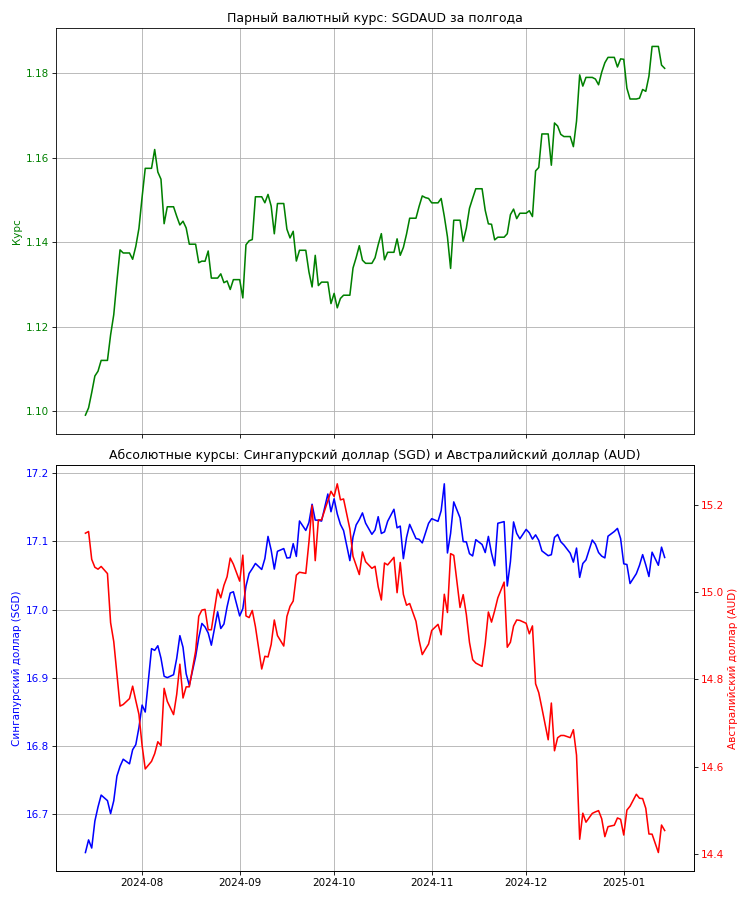 Парный валютный курс: SGDAUD за полгода
Курс
1.18
1.16
1.14
1.12
1.10
Абсолютные курсы: Сингапурский доллар (SGD) и Австралийский доллар (AUD)
Сингапурский доллар (SGD)
17.2
17.1
17.0
16.9
16.8
16.7
15.2
15.0
14.8
14.6
14.4
Австралийский доллар (AUD)
2024-08 2024-09 2024-10 2024-11 2024-12 2025-01